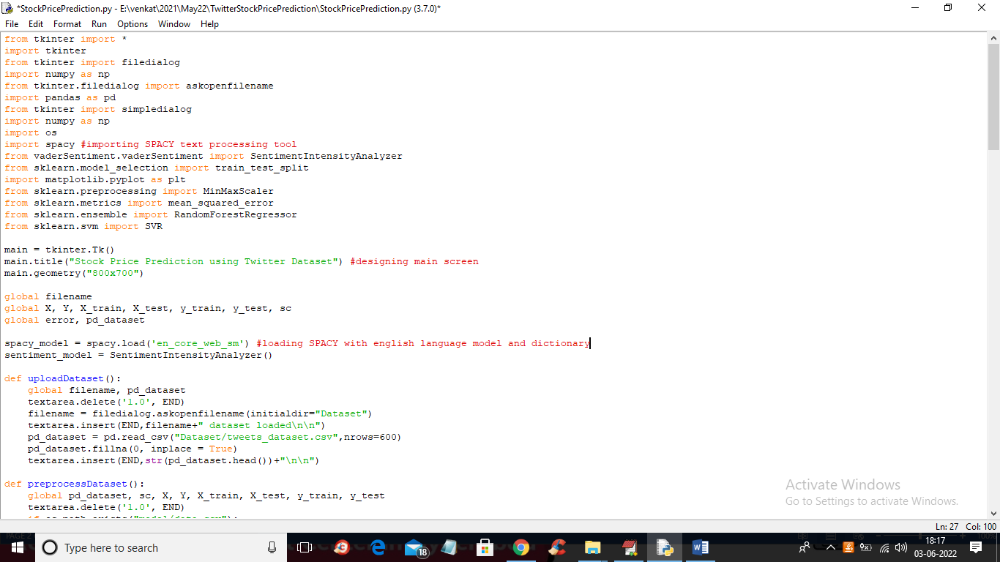 *StockPricePrediction.py - E:\venkat\2021\May22\TwitterStockPricePrediction\StockPricePrediction.py (3.7.0)*
File Edit Format Run Options Window Help
from tkinter import *
import tkinter
from tkinter import filedialog
import numpy as np
from tkinter.filedialog import askopenfilename
import pandas as pd
from tkinter import simpledialog
import numpy as np
import os
import spacy #importing SPACY text processing tool
from vaderSentiment.vaderSentiment import SentimentIntensityAnalyzer
from sklearn.model_selection import train_test_split
import matplotlib.pyplot as plt
from sklearn.preprocessing import MinMaxScaler
from sklearn.metrics import mean_squared_error
from sklearn.ensemble import RandomForestRegressor
from sklearn.svm import SVR
main = tkinter.Tk()
main.title("Stock Price Prediction using Twitter Dataset") #designing main screen
main.geometry("800x700")
global filename
global X, Y, X_train, X_test, y_train, y_test, sc
global error, pd_dataset
spacy_model = spacy.load('en_core_web_sm') #loading SPACY with english language model and dictionary
sentiment_model = SentimentIntensityAnalyzer()
def uploadDataset():
    global filename, pd_dataset
    textarea.delete('1.0', END)
    filename = filedialog.askopenfilename(initialdir="Dataset")
    textarea.insert(END,filename+" dataset loaded\n\n")
    pd_dataset = pd.read_csv("Dataset/tweets_dataset.csv",nrows=600)
    pd_dataset.fillna(0, inplace = True)
    textarea.insert(END,str(pd_dataset.head())+"\n\n")
def preprocessDataset():
    global pd_dataset, sc, X, Y, X_train, X_test, y_train, y_test
    textarea.delete('1.0', END)
Activate Windows
Go to Settings to activate Windows.
Ln: 27 Col: 100
Type here to search
18
18:17
03-06-2022